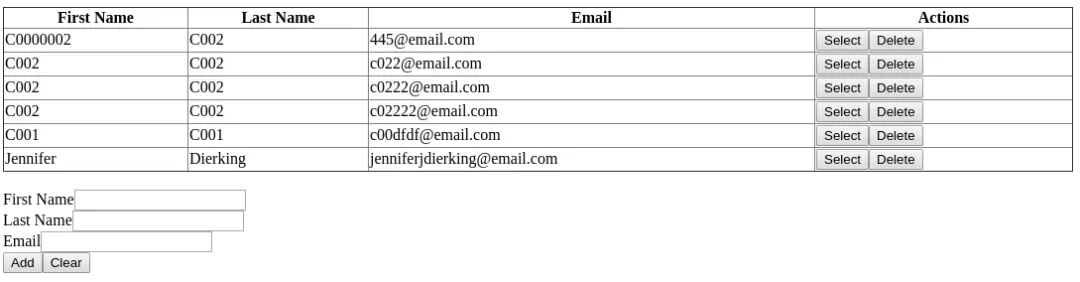 First Name Last Name Email Actions
C0000002 C002 445@email.com Select Delete
C002 C002 c022@email.com Select Delete
C002 C002 c0222@email.com Select Delete
C002 C002 c02222@email.com Select Delete
C001 C001 c00dfdf@email.com Select Delete
Jennifer Dierking jenniferjdierking@email.com Select Delete
First Name
Last Name
Email
Add Clear